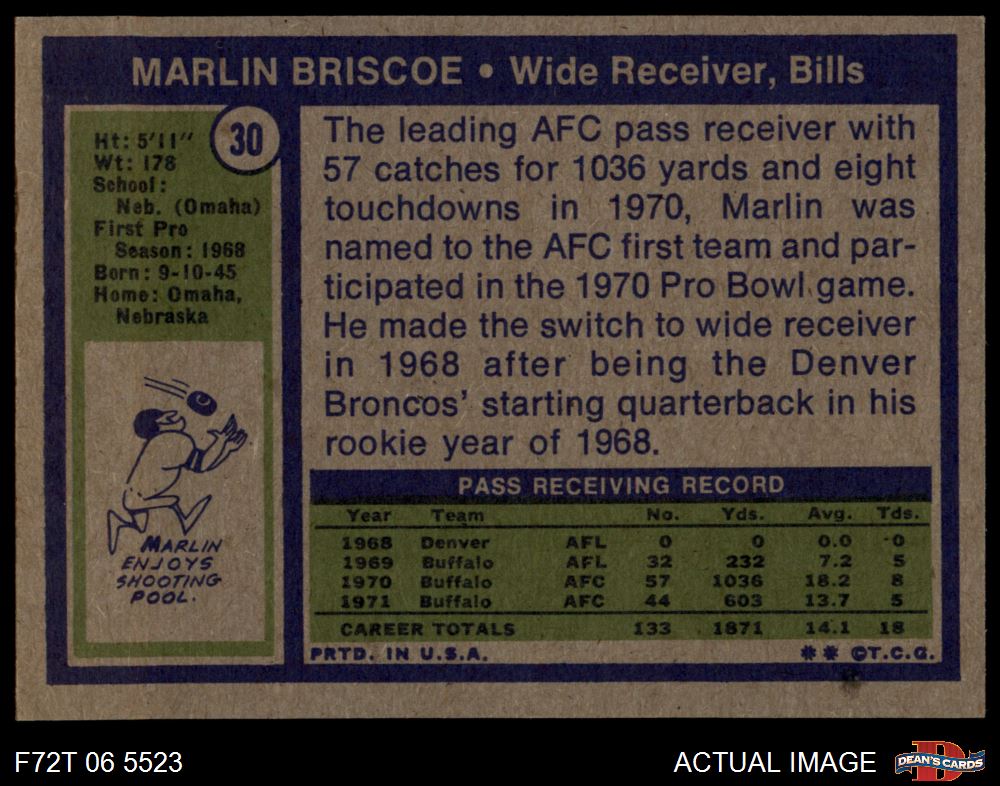 MARLIN BRISCOE • Wide Receiver, Bills
30
Ht: 5'11"
Wt: 178
School:
Neb. (Omaha)
First Pro
Season: 1968
Born: 9-10-45
Home: Omaha,
Nebraska
MARLIN
ENJOYS
SHOOTING
POOL.
The leading AFC pass receiver with
57 catches for 1036 yards and eight
touchdowns in 1970, Marlin was
named to the AFC first team and par-
ticipated in the 1970 Pro Bowl game.
He made the switch to wide receiver
in 1968 after being the Denver
Broncos' starting quarterback in his
rookie year of 1968.
PASS RECEIVING RECORD
Year Team No. Yds. Avg. Tds.
1968 Denver AFL 0 0 0.0 0
1969 Buffalo AFL 32 232 7.2 5
1970 Buffalo AFC 57 1036 18.2 8
1971 Buffalo AFC 44 603 13.7 5
CAREER TOTALS 133 1871 14.1 18
PRTD. IN U.S.A. ** ©T.C.G.
F72T 06 5523 ACTUAL IMAGE D DEAN'S CARDS